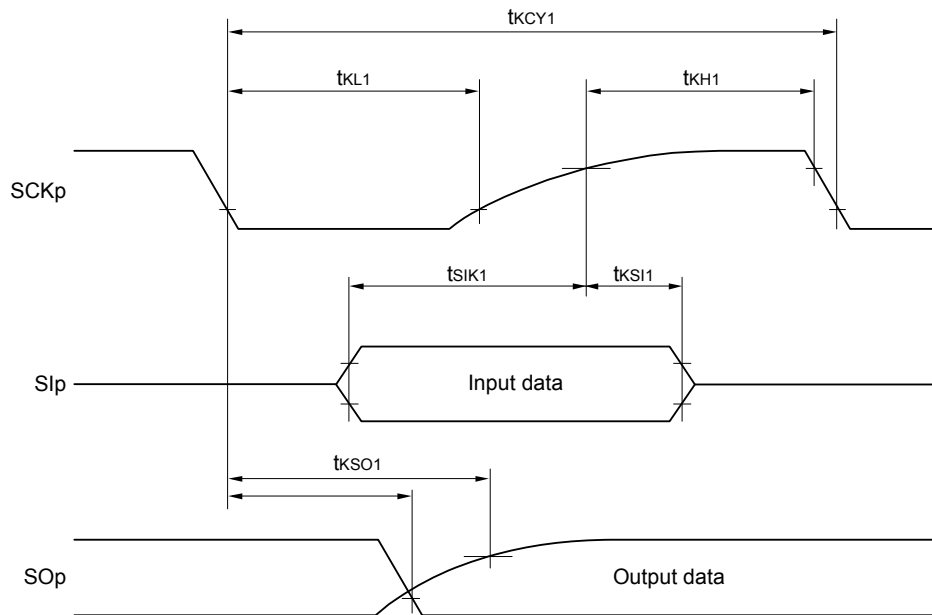 tKCY1
tKL1
tKH1
SCKp
tSIK1
tKSI1
SIp
Input data
tKSO1
SOp
Output data